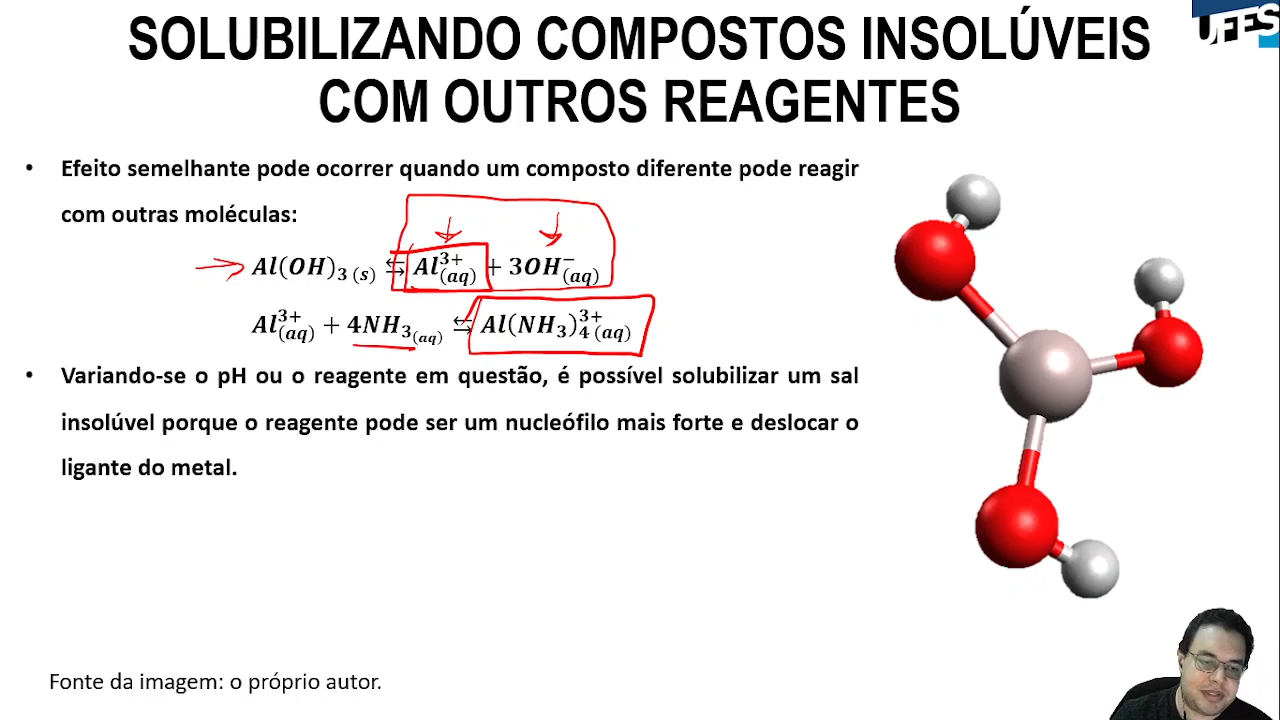 UFES
SOLUBILIZANDO COMPOSTOS INSOLÚVEIS
COM OUTROS REAGENTES
• Efeito semelhante pode ocorrer quando um composto diferente pode reagir
com outras moléculas:
Al(OH)₃ ₍s₎ ⇆ Al³⁺₍aq₎ + 3OH⁻₍aq₎
Al³⁺₍aq₎ + 4NH₃₍aq₎ ⇆ Al(NH₃)₄³⁺₍aq₎
• Variando-se o pH ou o reagente em questão, é possível solubilizar um sal
insolúvel porque o reagente pode ser um nucleófilo mais forte e deslocar o
ligante do metal.
Fonte da imagem: o próprio autor.